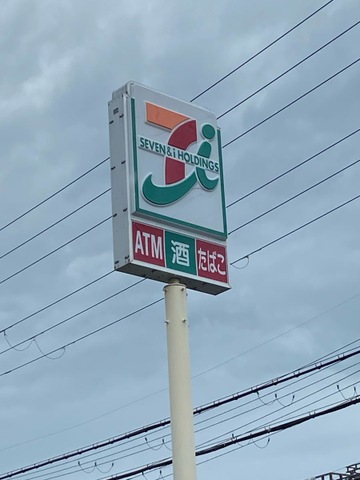 SEVEN & i HOLDINGS
ATM 酒 たばこ